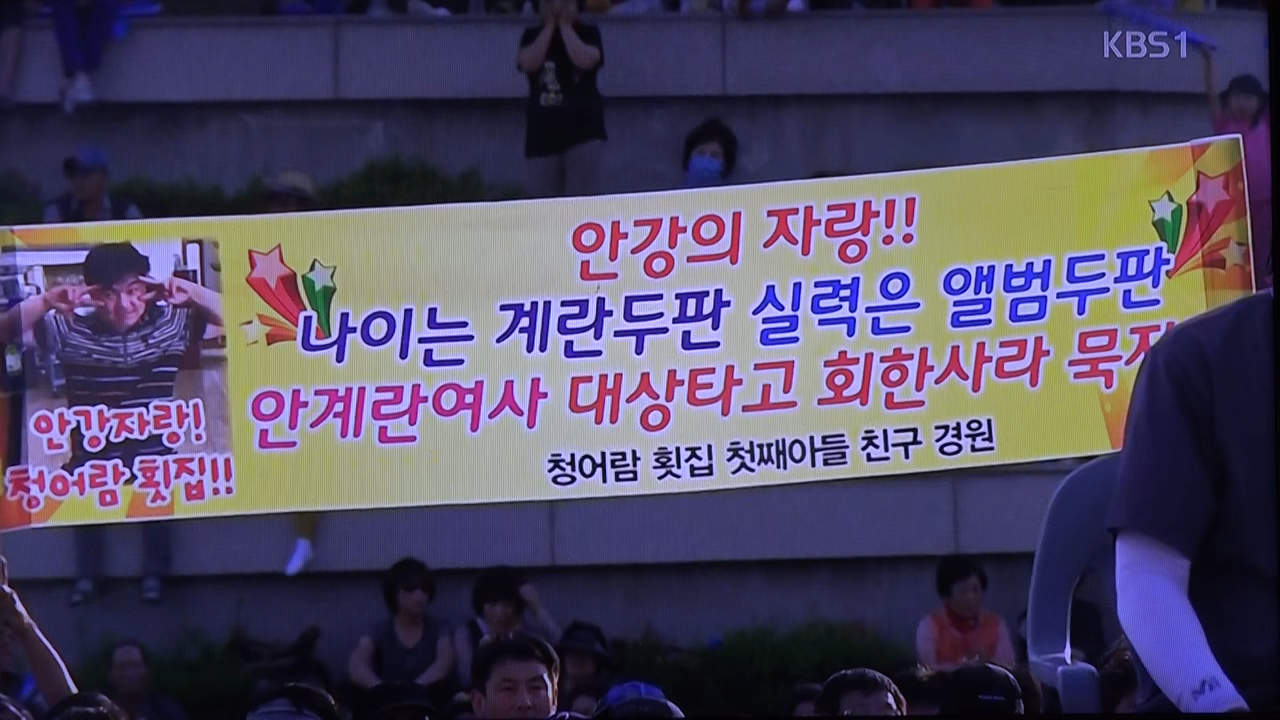 KBS1
안강의 자랑!!
나이는 계란두판 실력은 앨범두판
안계란여사 대상타고 회한사라
청어람 횟집 첫째아들 친구 경원
안강자랑!
청어람 횟집!!